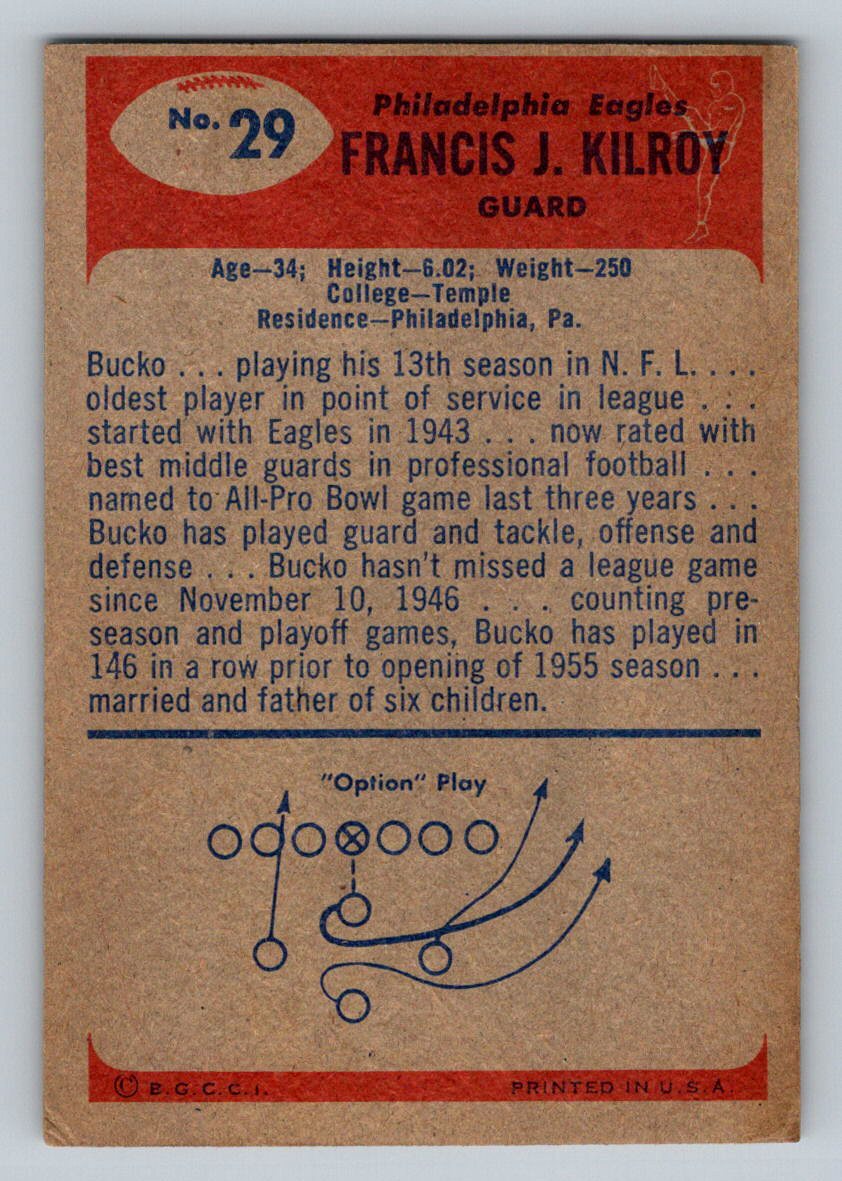 No. 29
Philadelphia Eagles
FRANCIS J. KILROY
GUARD
Age—34; Height—6.02; Weight—250
College—Temple
Residence—Philadelphia, Pa.
Bucko . . . playing his 13th season in N. F. L. . . .
oldest player in point of service in league . . .
started with Eagles in 1943 . . . now rated with
best middle guards in professional football . . .
named to All-Pro Bowl game last three years . . .
Bucko has played guard and tackle, offense and
defense . . . Bucko hasn't missed a league game
since November 10, 1946 . . . counting pre-
season and playoff games, Bucko has played in
146 in a row prior to opening of 1955 season . . .
married and father of six children.
"Option" Play
© B.G.C.C.I.
PRINTED IN U.S.A.